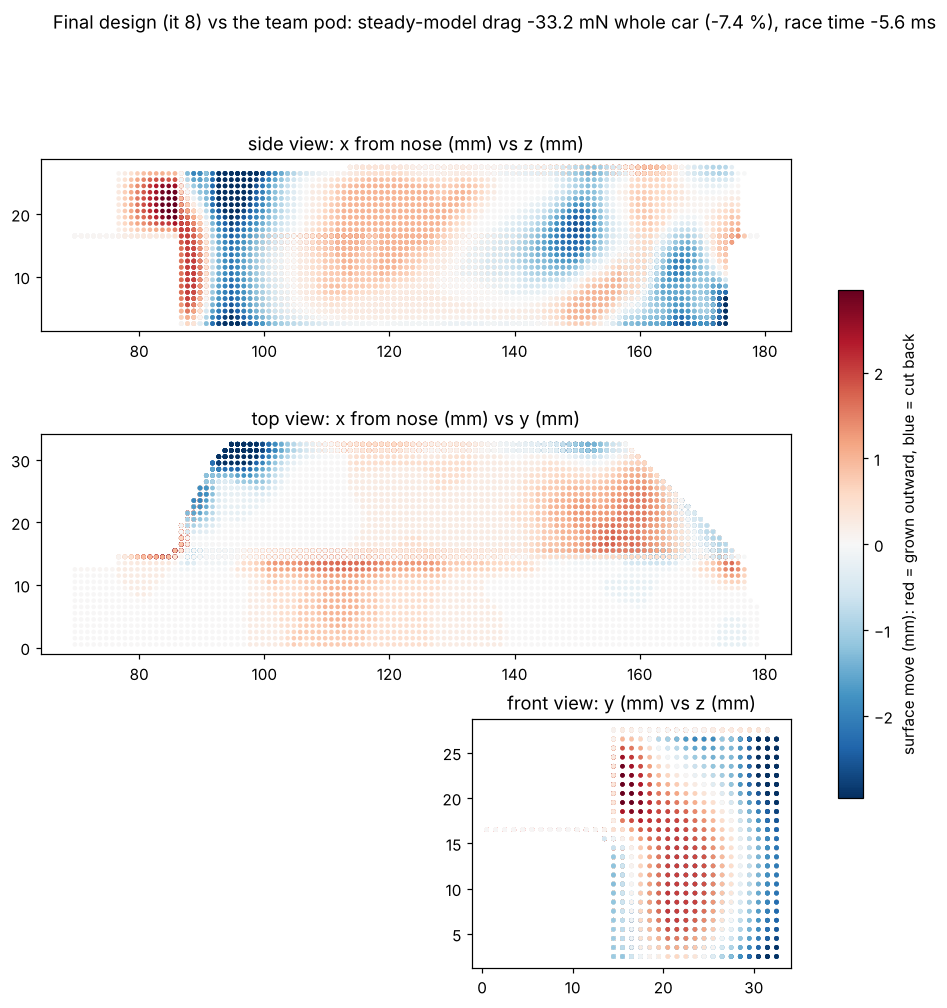 Final design (it 8) vs the team pod: steady-model drag -33.2 mN whole car (-7.4 %), race time -5.6 ms
side view: x from nose (mm) vs z (mm)
20
10
80 100 120 140 160 180
top view: x from nose (mm) vs y (mm)
30
20
10
0
80 100 120 140 160 180
front view: y (mm) vs z (mm)
25
20
15
10
5
0 10 20 30
2
1
0
−1
−2
surface move (mm): red = grown outward, blue = cut back